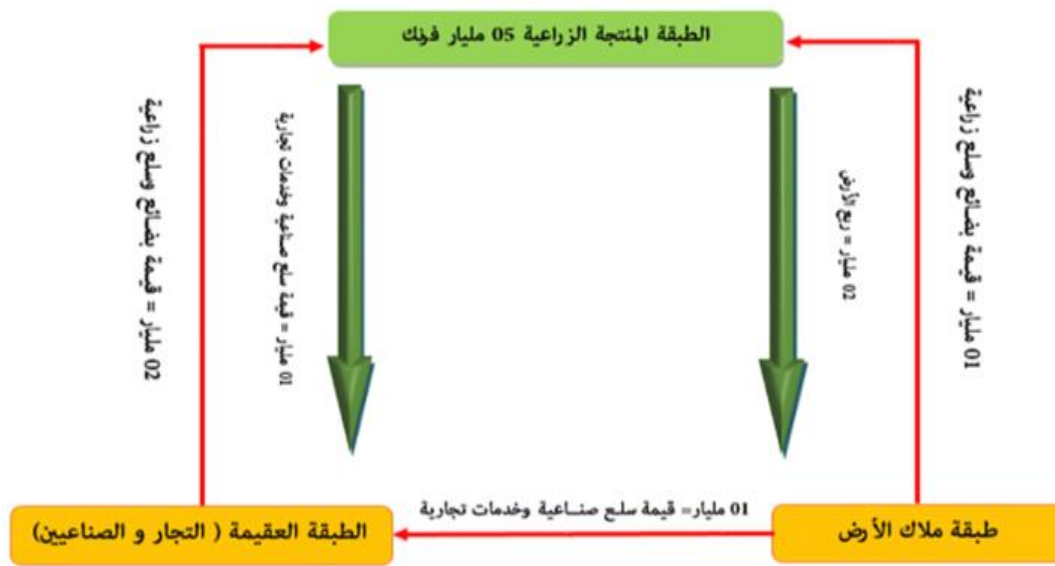 الطبقة المنتجة الزراعية 05 مليار فرنك
01 مليار = قيمة بضائع وسلع زراعية
02 مليار = ريع الأرض
01 مليار = قيمة سلع صناعية وخدمات تجارية
02 مليار = قيمة بضائع وسلع زراعية
01 مليار= قيمة سلع صناعية وخدمات تجارية
طبقة ملاك الأرض
الطبقة العقيمة ( التجار و الصناعيين)